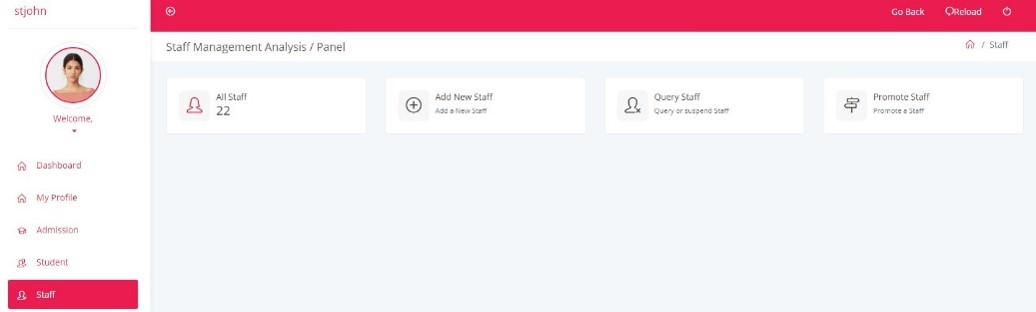 stjohn
Go Back Reload
Staff Management Analysis / Panel
/ Staff
All Staff
22
Add New Staff
Add a New Staff
Query Staff
Query or suspend Staff
Promote Staff
Promote a Staff
Welcome,
Dashboard
My Profile
Admission
Student
Staff